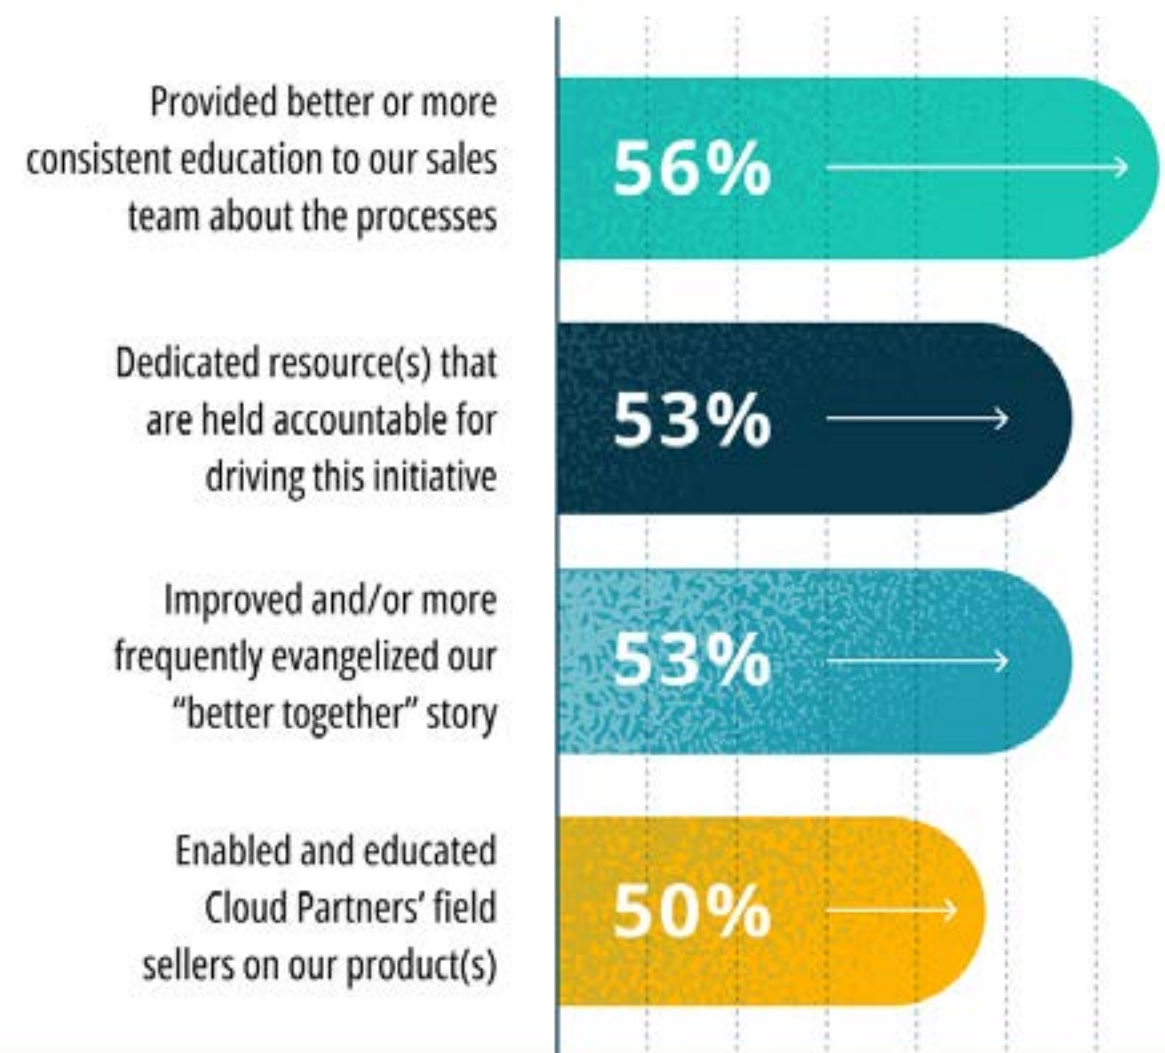 Provided better or more
consistent education to our sales
team about the processes
56%
Dedicated resource(s) that
are held accountable for
driving this initiative
53%
Improved and/or more
frequently evangelized our
“better together” story
53%
Enabled and educated
Cloud Partners’ field
sellers on our product(s)
50%